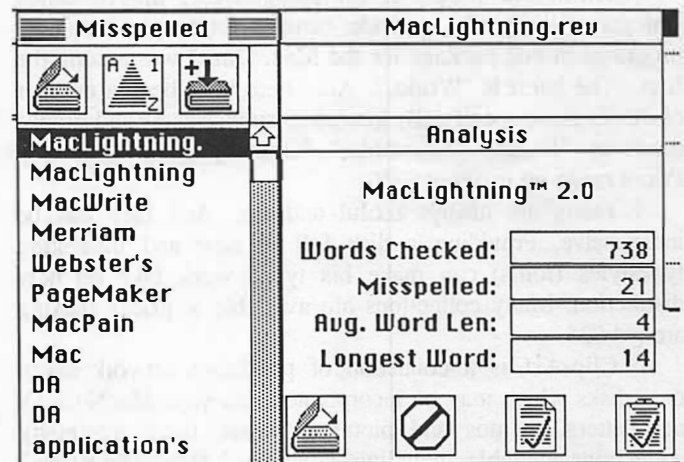 Misspelled
A
1
Z
MacLightning.
MacLightning
MacWrite
Merriam
Webster's
PageMaker
MacPain
Mac
DA
DA
application's
MacLightning.rev
Analysis
MacLightning™ 2.0
Words Checked: 738
Misspelled: 21
Avg. Word Len: 4
Longest Word: 14